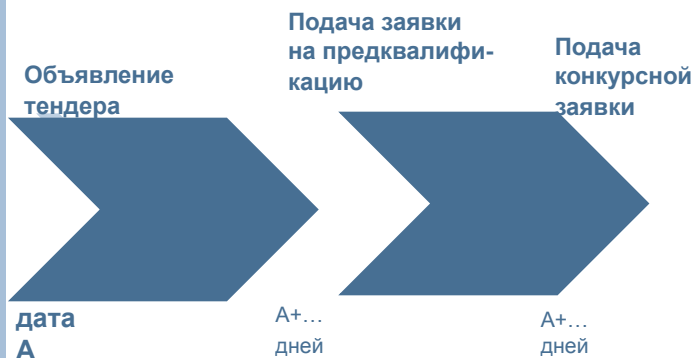 Объявление
тендера
Подача заявки
на предквалифи-
кацию
Подача
конкурсной
заявки
дата
А
А+…
дней
А+…
дней